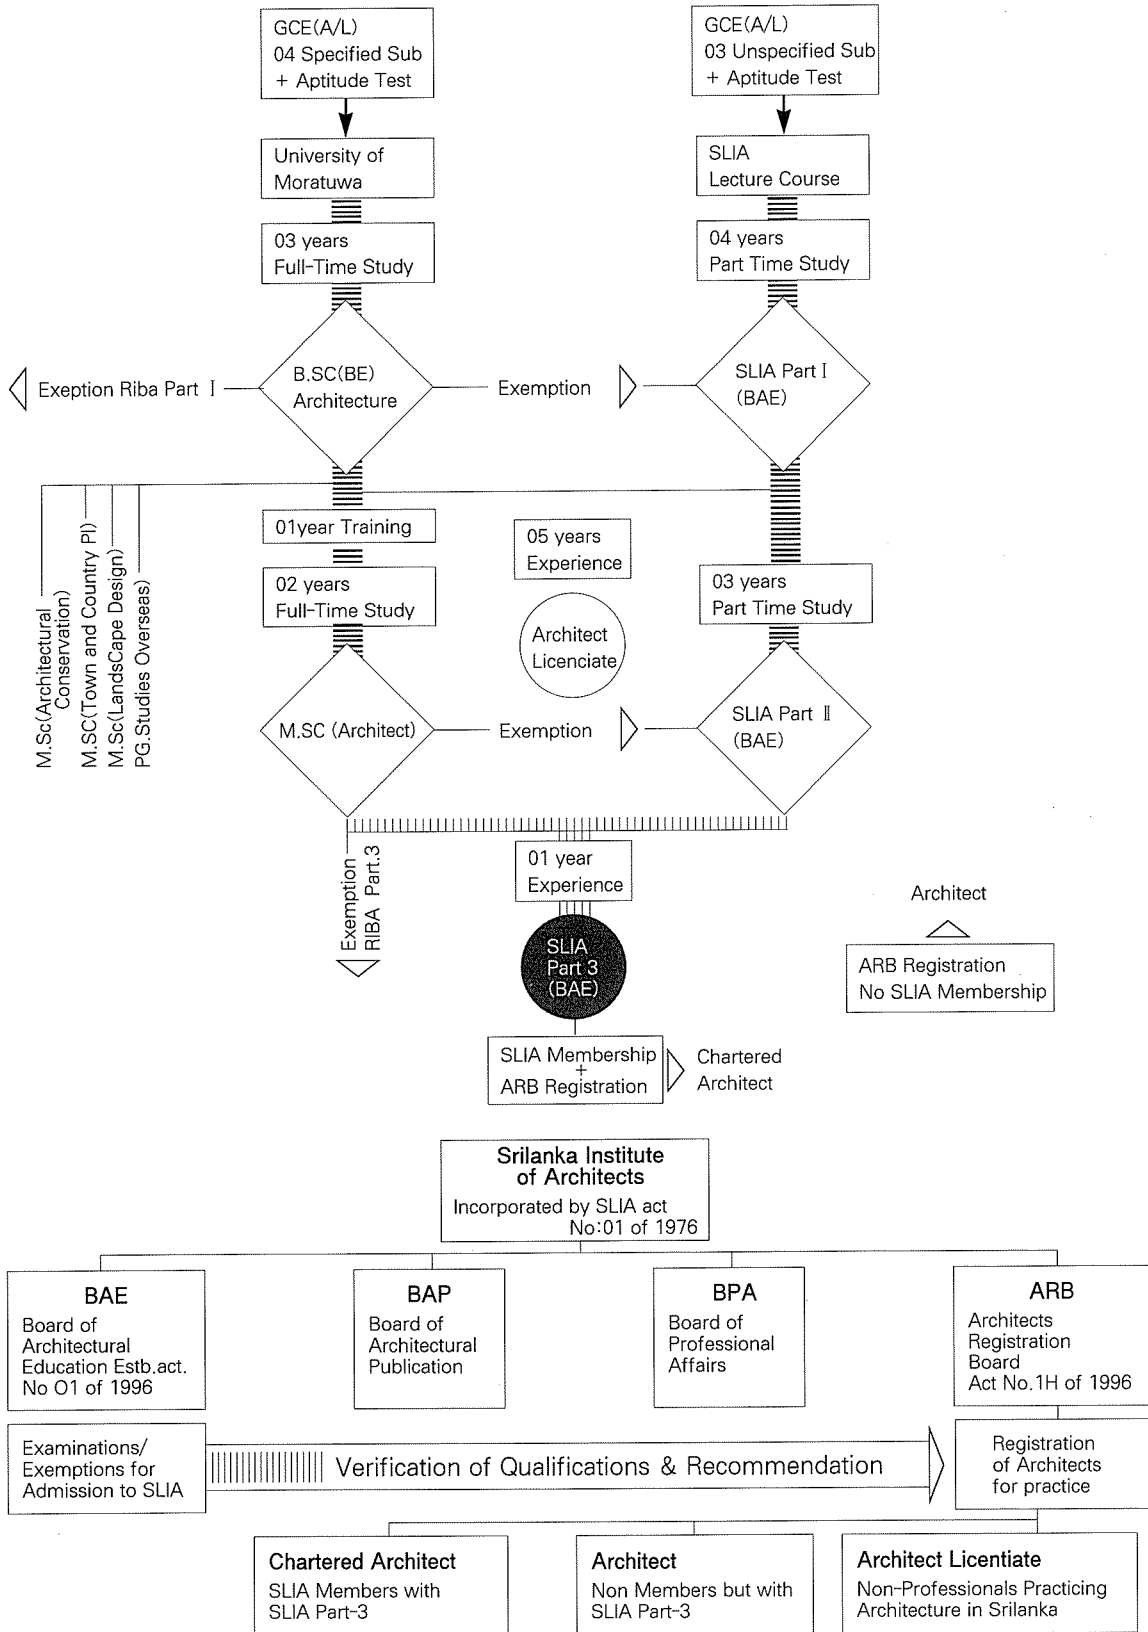 GCE(A/L)
04 Specified Sub
+ Aptitude Test
GCE(A/L)
03 Unspecified Sub
+ Aptitude Test
University of
Moratuwa
SLIA
Lecture Course
03 years
Full-Time Study
04 years
Part Time Study
Exeption Riba Part Ⅰ
B.SC(BE)
Architecture
Exemption
SLIA Part Ⅰ
(BAE)
M.Sc(Architectural
Conservation)
M.SC(Town and Country Pl)
M.Sc(LandsCape Design)
PG.Studies Overseas)
01year Training
02 years
Full-Time Study
05 years
Experience
Architect
Licenciate
03 years
Part Time Study
M.SC (Architect)
Exemption
SLIA Part Ⅱ
(BAE)
Exemption
RIBA Part.3
01 year
Experience
SLIA
Part 3
(BAE)
Architect
ARB Registration
No SLIA Membership
SLIA Membership
+
ARB Registration
Chartered
Architect
Srilanka Institute
of Architects
Incorporated by SLIA act
No:01 of 1976
BAE
Board of
Architectural
Education Estb.act.
No O1 of 1996
BAP
Board of
Architectural
Publication
BPA
Board of
Professional
Affairs
ARB
Architects
Registration
Board
Act No.1H of 1996
Examinations/
Exemptions for
Admission to SLIA
Verification of Qualifications & Recommendation
Registration
of Architects
for practice
Chartered Architect
SLIA Members with
SLIA Part-3
Architect
Non Members but with
SLIA Part-3
Architect Licentiate
Non-Professionals Practicing
Architecture in Srilanka